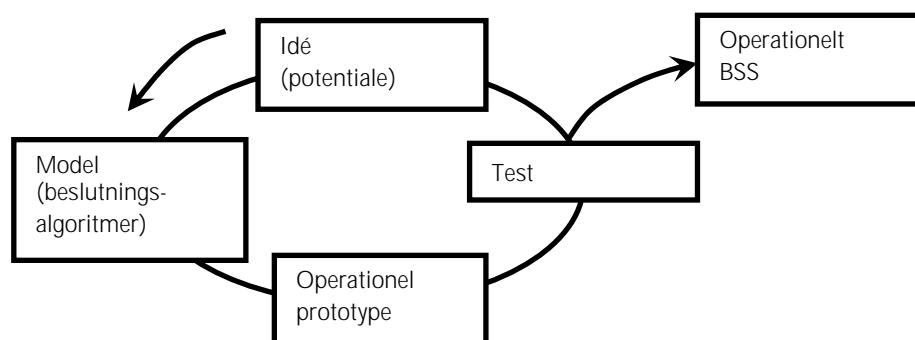 Idé
(potentiale)
Operationelt
BSS
Model
(beslutnings-
algoritmer)
Test
Operationel
prototype